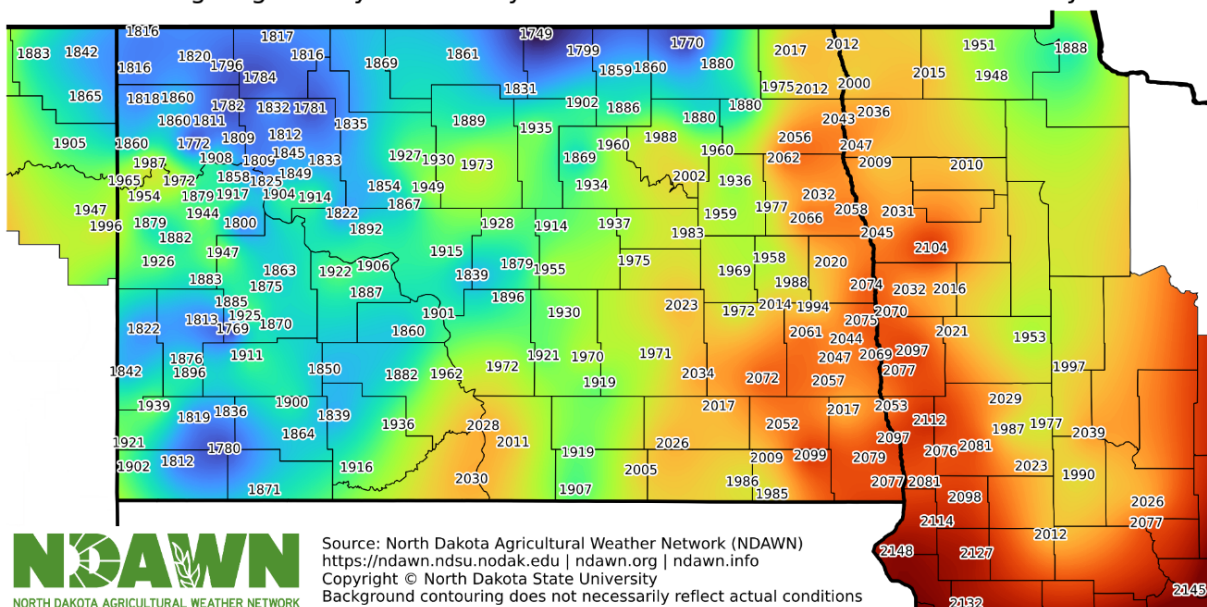 1816 1817 1749 2012
1883 1842 1820 1796 1816 1869 1861 1799 1770 2017 1951 1888
1816 1784 1859 1860 1880 2015 1948
1865 1818 1860 1782 1832 1781 1831 1902 1886 1880 1975 2012 2000
1860 1811 1835 1889 1935 1880 2043 2036
1905 1860 1772 1809 1812 1960 1988 1960 2056 2047
1987 1908 1809 1845 1833 1927 1930 1973 1869 2062 2009 2010
1965 1972 1858 1825 1849 1854 1949 1934 2002 1936
1954 1879 1917 1904 1914 1867 2032
1947 1944 1822 1959 1977 2066 2058 2031
1996 1879 1800 1892 1928 1914 1937 1983 2045
1882 1915 2104
1926 1947 1863 1922 1906 1839 1879 1955 1975 1969 1958 2020
1883 1875 1887 1896 1988 2074 2032 2016
1885 1901 1930 2023 1972 2014 1994 2070
1822 1813 1925 1769 1870 1860 2061 2075 2044 2021 1953
1876 1911 1921 1970 1971 2047 2069 2097
1842 1896 1850 1882 1962 1972 1919 2034 2072 2057 2077 1997
1939 1819 1836 1900 1839 2017 2017 2053 2029
1864 1936 2028 2052 2112 1987 1977
1921 1780 2011 1919 2026 2097 2076 2081 2039
1902 1812 1916 2030 2005 2009 2099 2079 2023 1990
1871 1907 1986 1985 2077 2081 2098 2026
2114 2012 2077
2148 2127
2132 2145
NDAWN
NORTH DAKOTA AGRICULTURAL WEATHER NETWORK
Source: North Dakota Agricultural Weather Network (NDAWN)
https://ndawn.ndsu.nodak.edu | ndawn.org | ndawn.info
Copyright © North Dakota State University
Background contouring does not necessarily reflect actual conditions